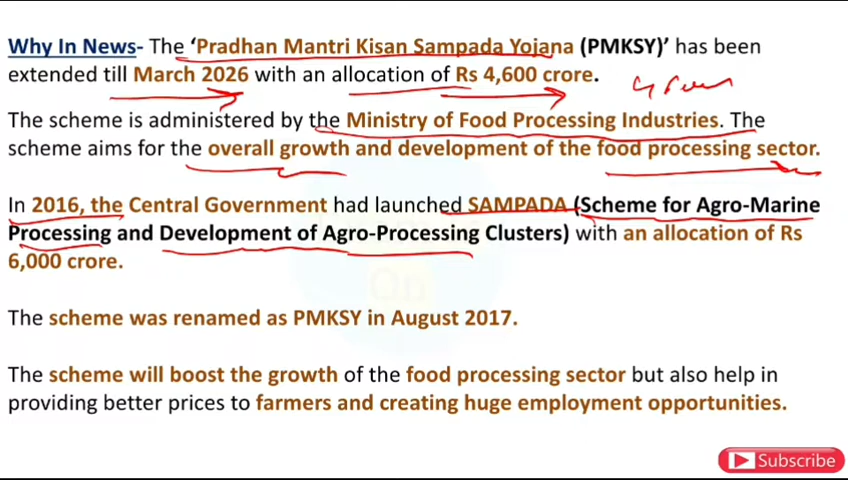 Why In News- The ‘Pradhan Mantri Kisan Sampada Yojana (PMKSY)’ has been
extended till March 2026 with an allocation of Rs 4,600 crore.
The scheme is administered by the Ministry of Food Processing Industries. The
scheme aims for the overall growth and development of the food processing sector.
In 2016, the Central Government had launched SAMPADA (Scheme for Agro-Marine
Processing and Development of Agro-Processing Clusters) with an allocation of Rs
6,000 crore.
On
The scheme was renamed as PMKSY in August 2017.
The scheme will boost the growth of the food processing sector but also help in
providing better prices to farmers and creating huge employment opportunities.
Subscribe